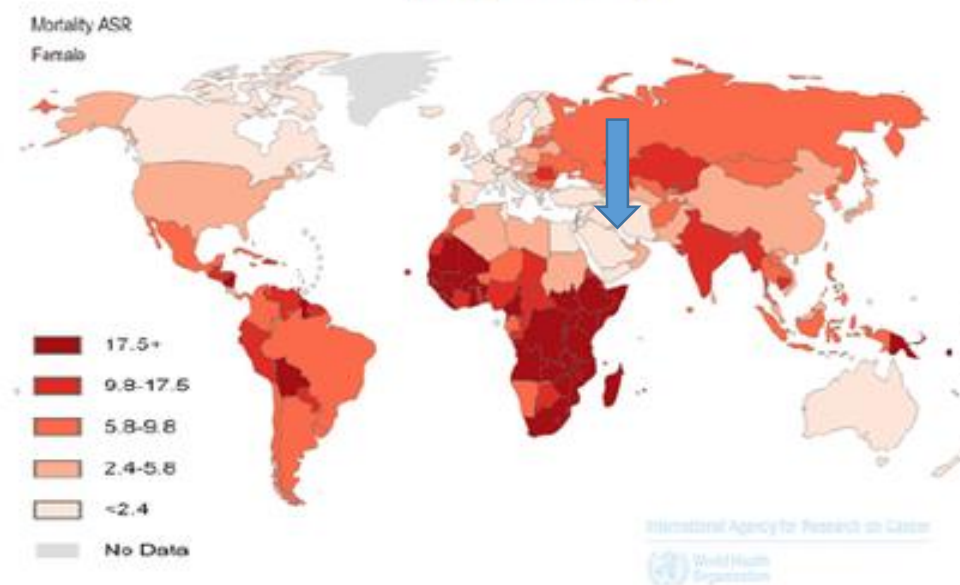 Mortality ASR
Female
17.5+
9.8-17.5
5.8-9.8
2.4-5.8
<2.4
No Data
International Agency for Research on Cancer
World Health
Organization